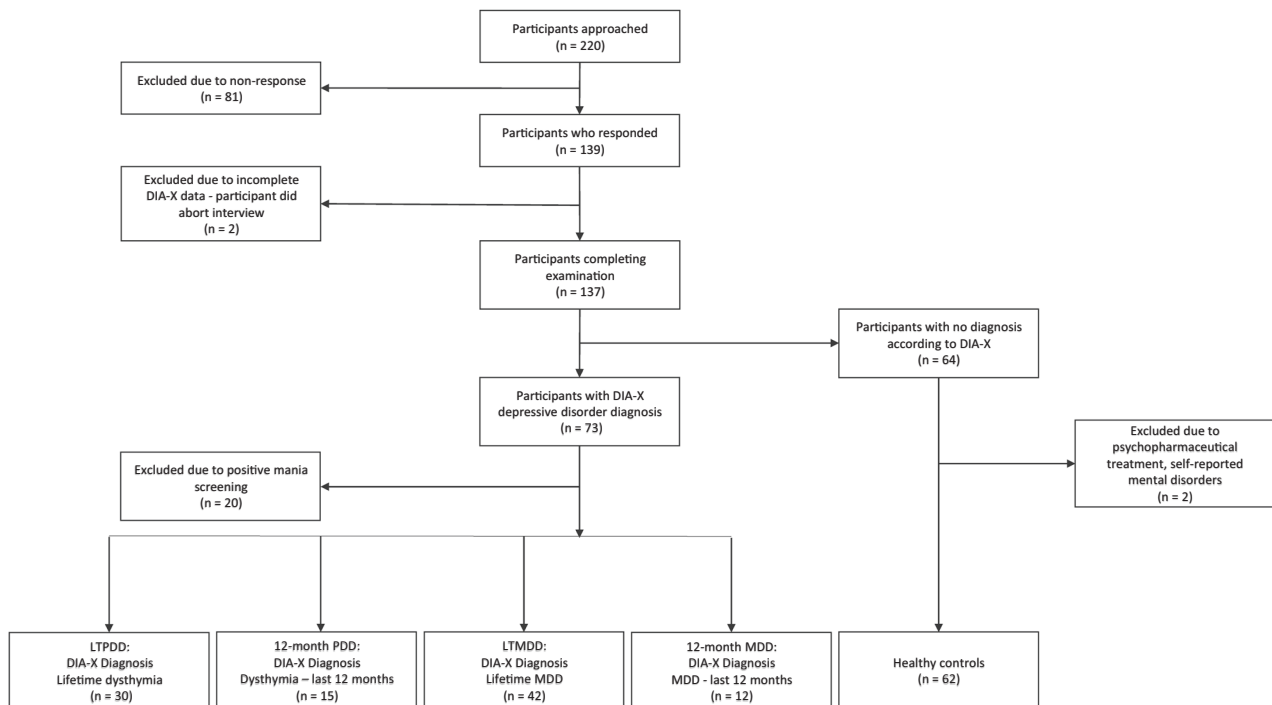 Participants approached
(n = 220)
Excluded due to non-response
(n = 81)
Participants who responded
(n = 139)
Excluded due to incomplete
DIA-X data - participant did
abort interview
(n = 2)
Participants completing
examination
(n = 137)
Participants with no diagnosis
according to DIA-X
(n = 64)
Participants with DIA-X
depressive disorder diagnosis
(n = 73)
Excluded due to
psychopharmaceutical
treatment, self-reported
mental disorders
(n = 2)
Excluded due to positive mania
screening
(n = 20)
LTPDD:
DIA-X Diagnosis
Lifetime dysthymia
(n = 30)
12-month PDD:
DIA-X Diagnosis
Dysthymia – last 12 months
(n = 15)
LTMDD:
DIA-X Diagnosis
Lifetime MDD
(n = 42)
12-month MDD:
DIA-X Diagnosis
MDD - last 12 months
(n = 12)
Healthy controls
(n = 62)